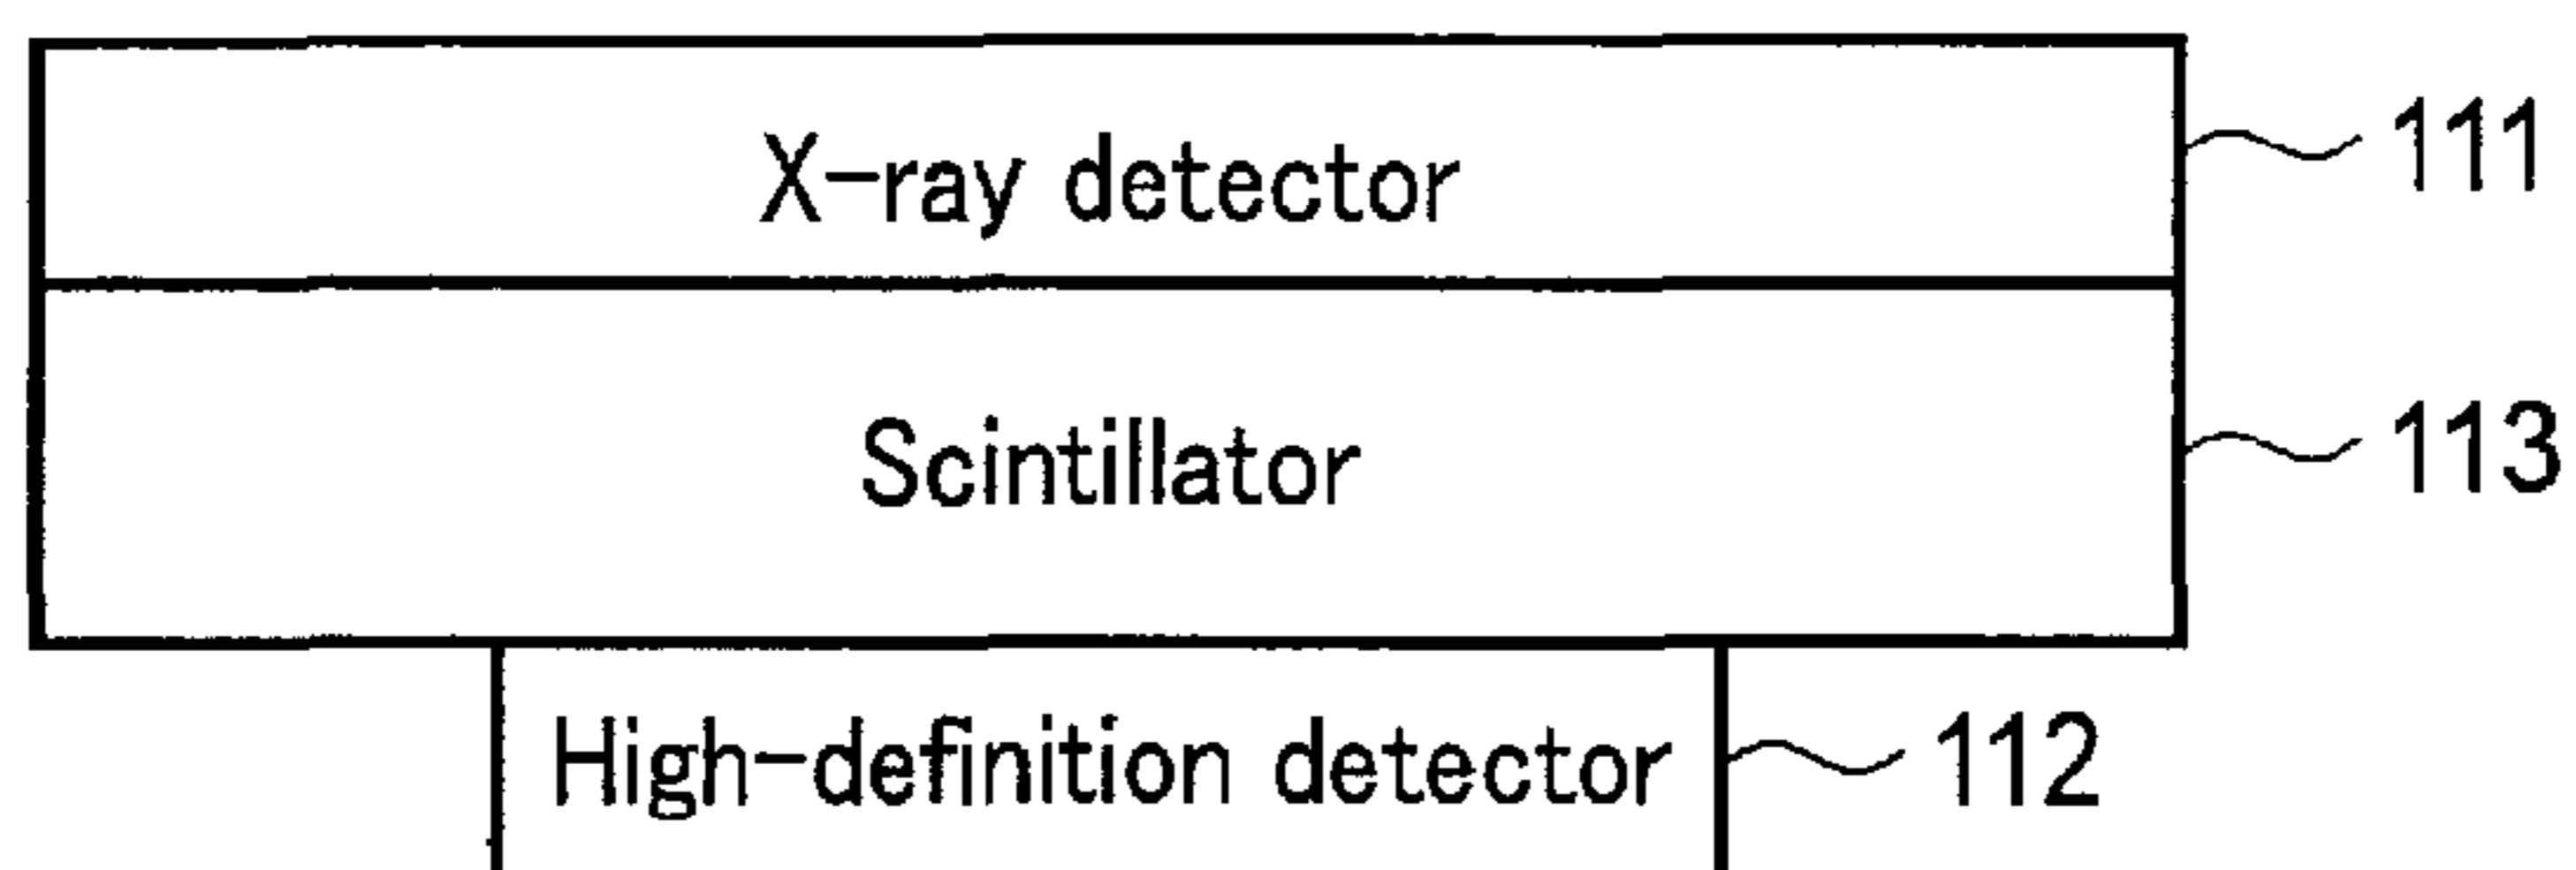 X-ray detector 111
Scintillator 113
High-definition detector 112